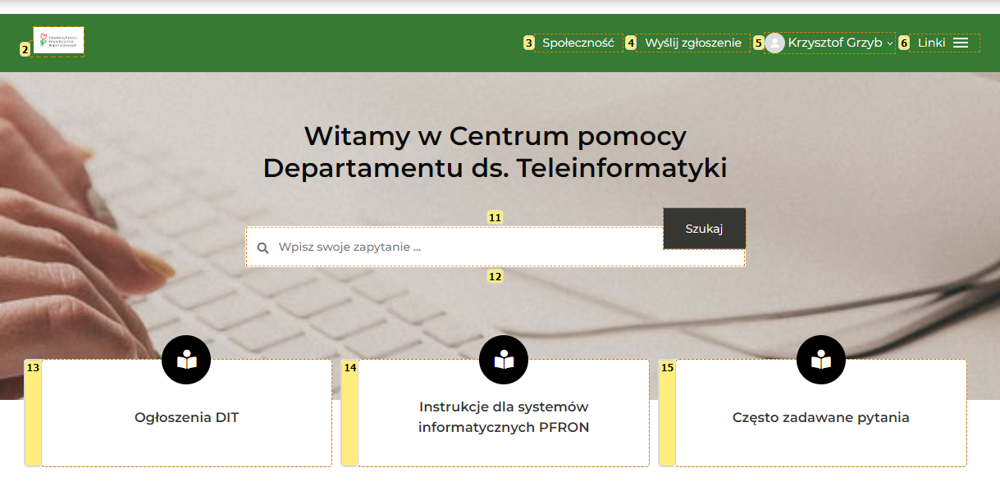 2
3 Społeczność 4 Wyślij zgłoszenie 5 Krzysztof Grzyb 6 Linki
Witamy w Centrum pomocy
Departamentu ds. Teleinformatyki
11
Szukaj
Wpisz swoje zapytanie ...
12
13 14 15
Ogłoszenia DIT
Instrukcje dla systemów
informatycznych PFRON
Często zadawane pytania